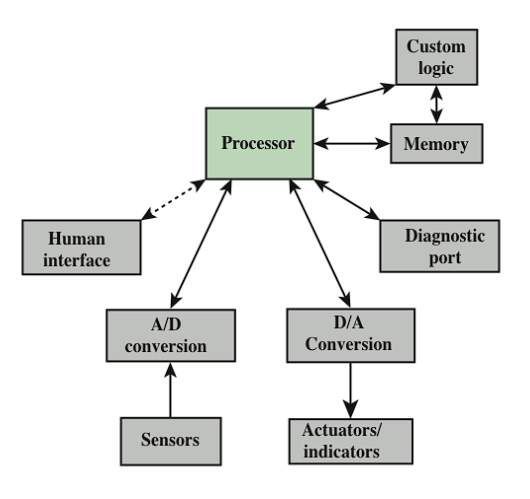 Custom
logic
Processor
Memory
Human
interface
Diagnostic
port
A/D
conversion
D/A
Conversion
Sensors
Actuators/
indicators